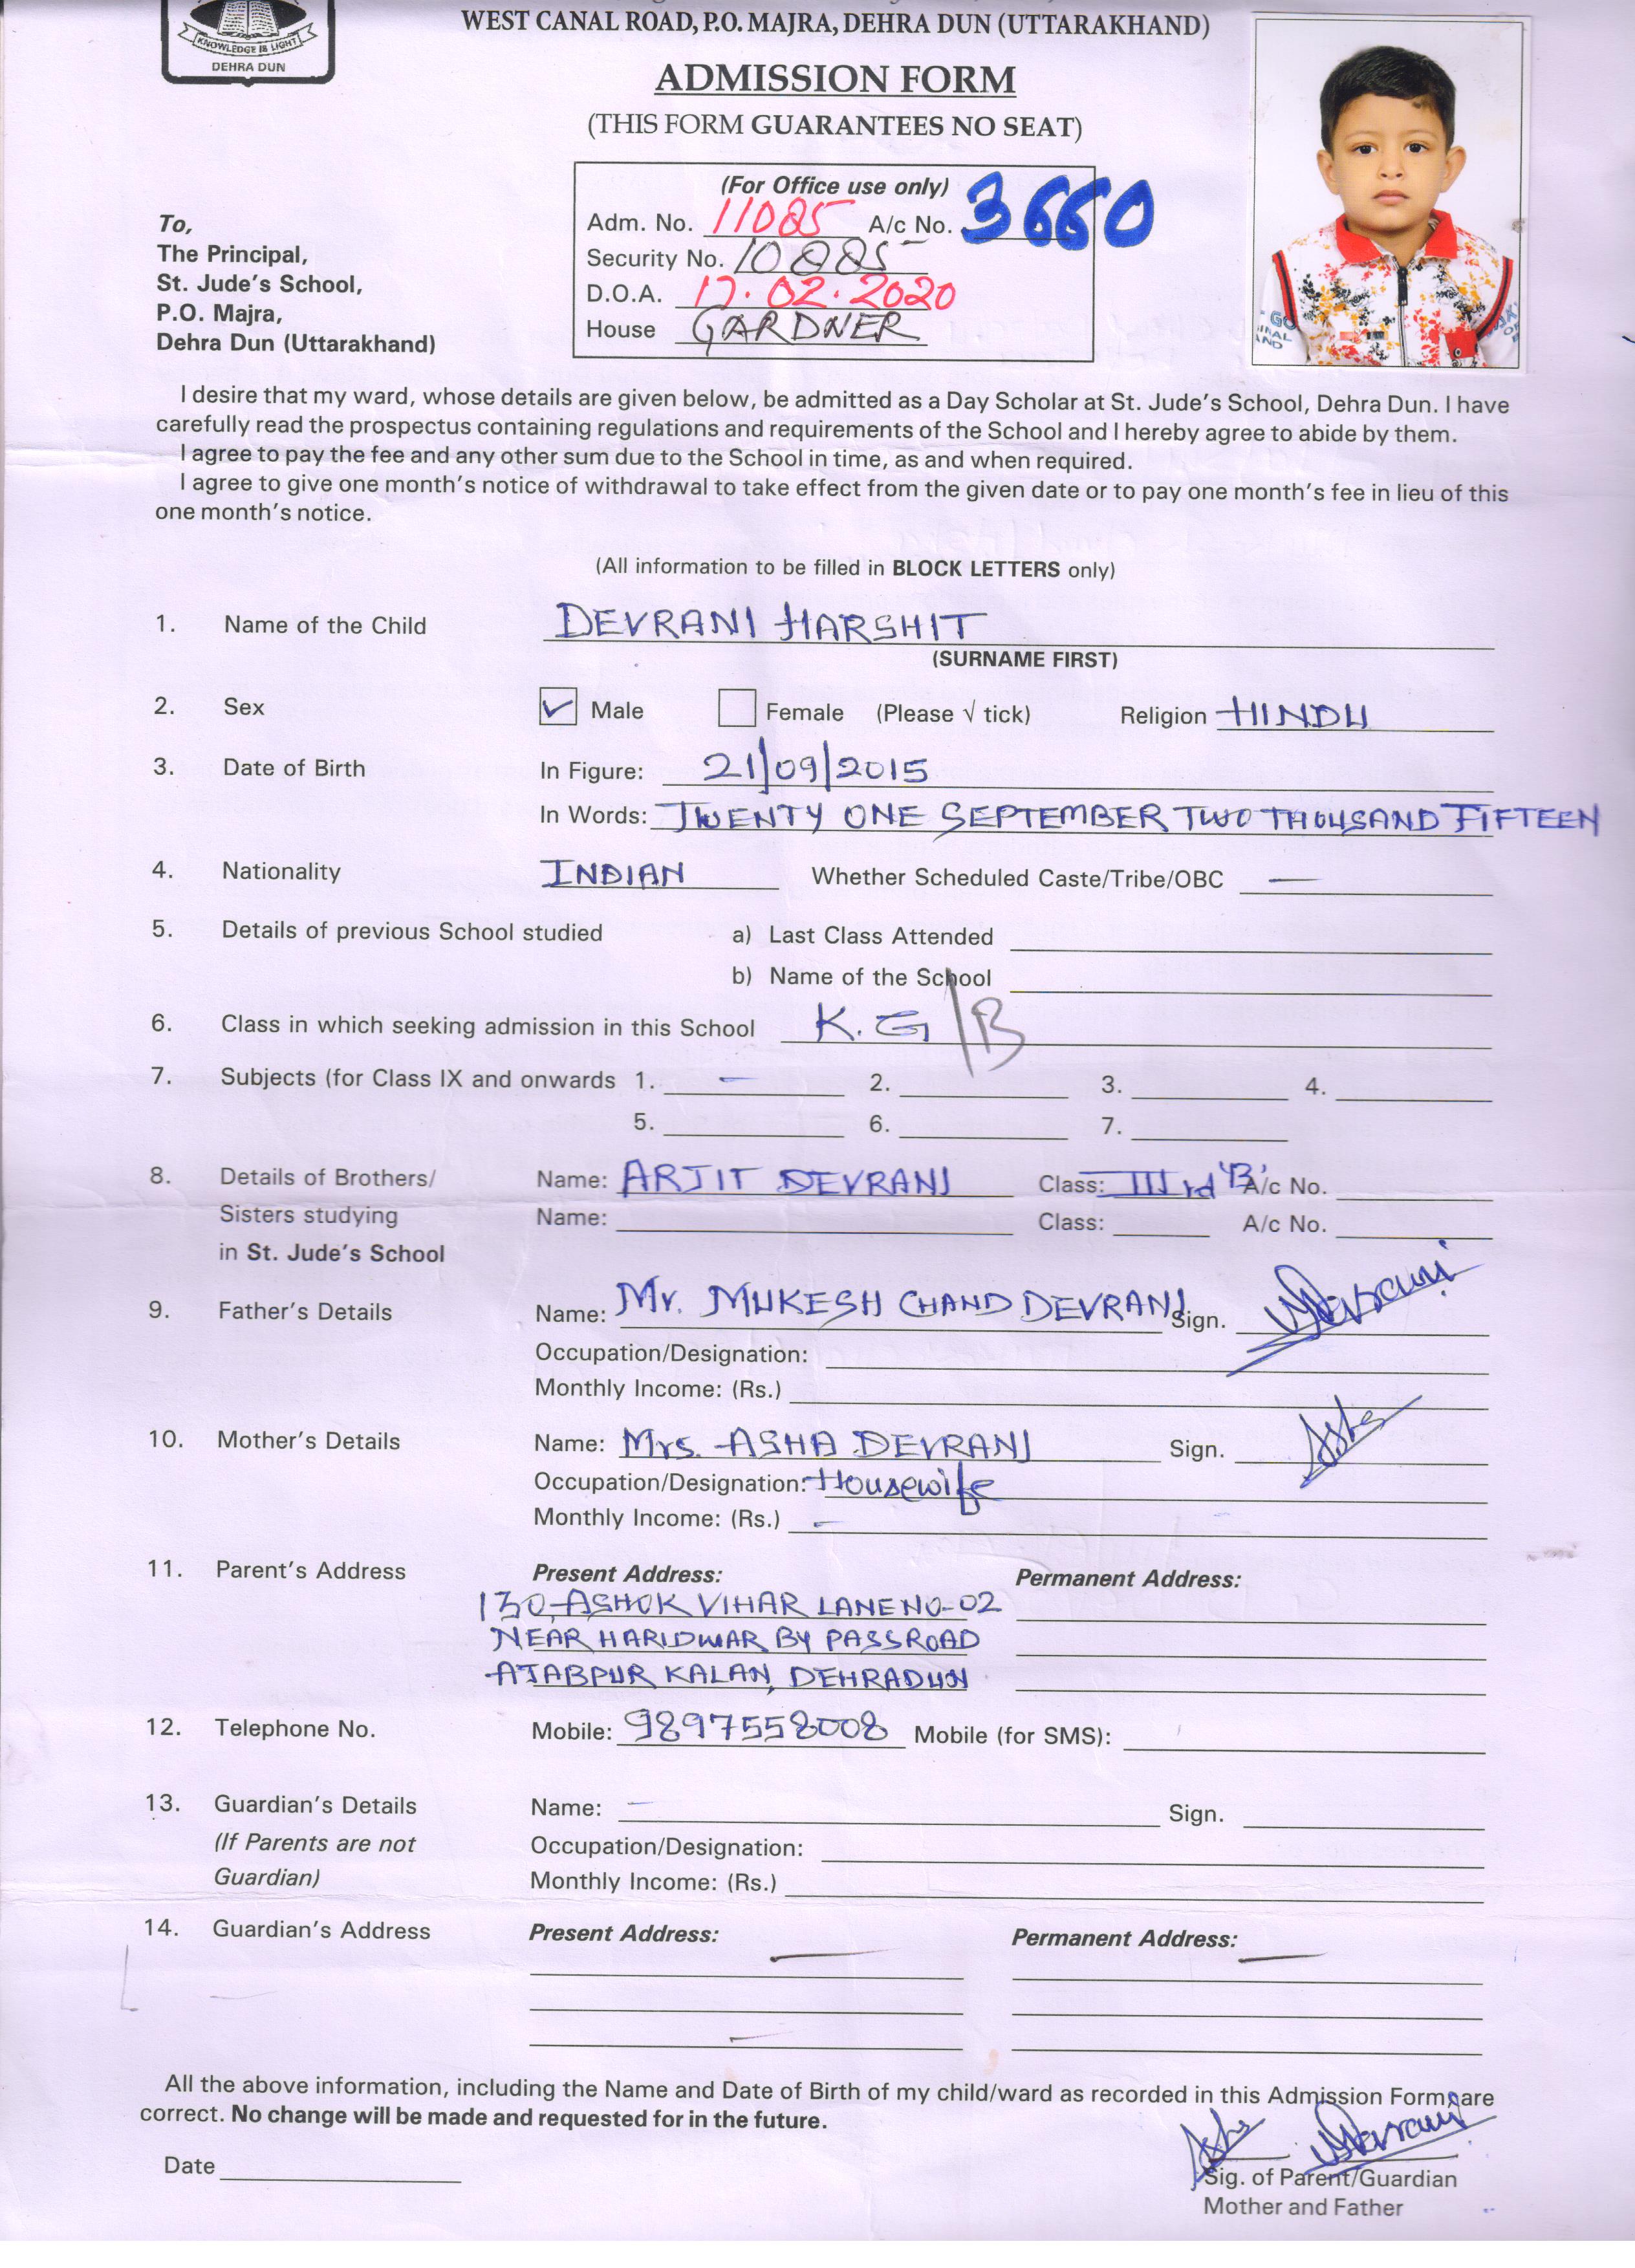 KNOWLEDGE IS LIGHT
DEHRA DUN
WEST CANAL ROAD, P.O. MAJRA, DEHRA DUN (UTTARAKHAND)
ADMISSION FORM
(THIS FORM GUARANTEES NO SEAT)
(For Office use only)
Adm. No. 11085 A/c No. 3660
Security No. 10885
D.O.A. 17.02.2020
House GARDNER
To,
The Principal,
St. Jude's School,
P.O. Majra,
Dehra Dun (Uttarakhand)
I desire that my ward, whose details are given below, be admitted as a Day Scholar at St. Jude's School, Dehra Dun. I have
carefully read the prospectus containing regulations and requirements of the School and I hereby agree to abide by them.
I agree to pay the fee and any other sum due to the School in time, as and when required.
I agree to give one month's notice of withdrawal to take effect from the given date or to pay one month's fee in lieu of this
one month's notice.
(All information to be filled in BLOCK LETTERS only)
1. Name of the Child DEVRANI HARSHIT
(SURNAME FIRST)
2. Sex Male Female (Please √ tick) Religion HINDU
3. Date of Birth In Figure: 21/09/2015
In Words: TWENTY ONE SEPTEMBER TWO THOUSAND FIFTEEN
4. Nationality INDIAN Whether Scheduled Caste/Tribe/OBC —
5. Details of previous School studied a) Last Class Attended
b) Name of the School
6. Class in which seeking admission in this School K.G/B
7. Subjects (for Class IX and onwards 1. — 2. 3. 4.
5. 6. 7.
8. Details of Brothers/ Name: ARJIT DEVRANI Class: IIIrd 'B' A/c No.
Sisters studying Name: Class: A/c No.
in St. Jude's School
9. Father's Details Name: Mr. MUKESH CHAND DEVRANI Sign. MDevrani
Occupation/Designation:
Monthly Income: (Rs.)
10. Mother's Details Name: Mrs. ASHA DEVRANI Sign. Asha
Occupation/Designation: Housewife
Monthly Income: (Rs.) —
11. Parent's Address Present Address: Permanent Address:
130, ASHOK VIHAR LANE NO-02
NEAR HARIDWAR BY PASS ROAD
AJABPUR KALAN, DEHRADUN
12. Telephone No. Mobile: 9897558008 Mobile (for SMS):
13. Guardian's Details Name: — Sign.
(If Parents are not Occupation/Designation:
Guardian) Monthly Income: (Rs.)
14. Guardian's Address Present Address: — Permanent Address: —
All the above information, including the Name and Date of Birth of my child/ward as recorded in this Admission Form are
correct. No change will be made and requested for in the future.
Asha MDevrani
Date
Sig. of Parent/Guardian
Mother and Father